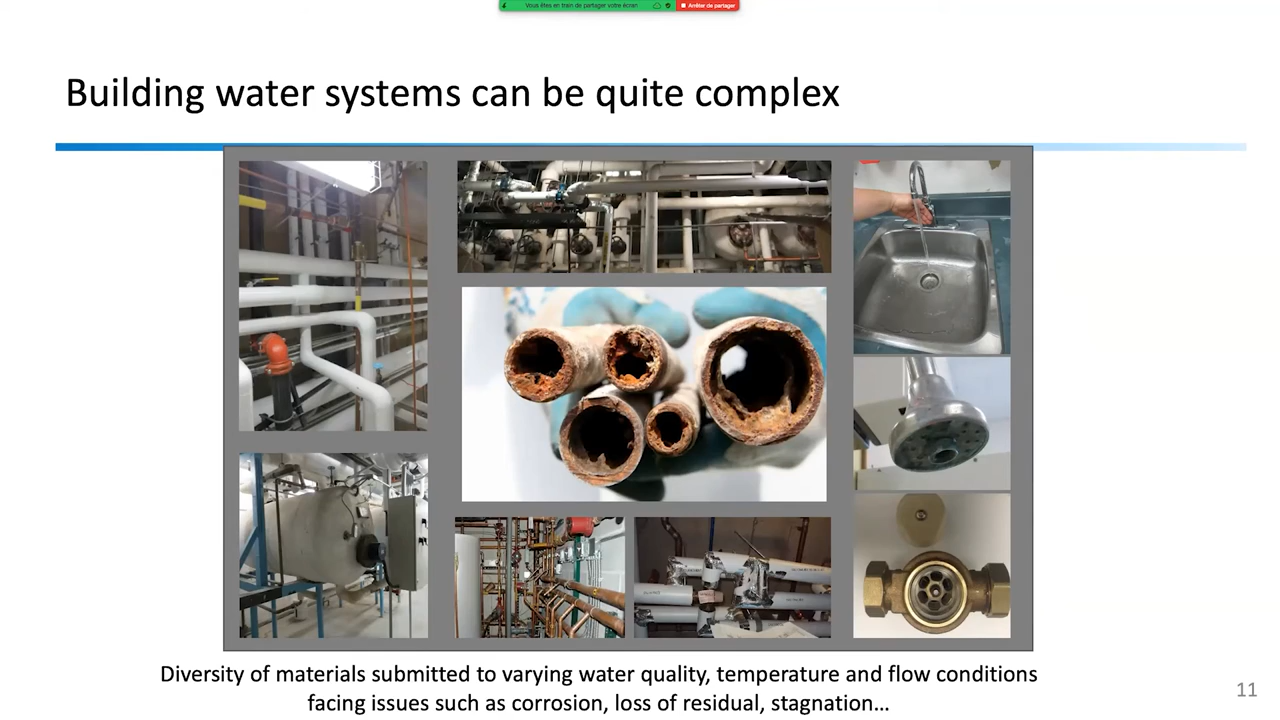 Vous êtes en train de partager votre écran
Arrêter de partager
Building water systems can be quite complex
Diversity of materials submitted to varying water quality, temperature and flow conditions
facing issues such as corrosion, loss of residual, stagnation…
11